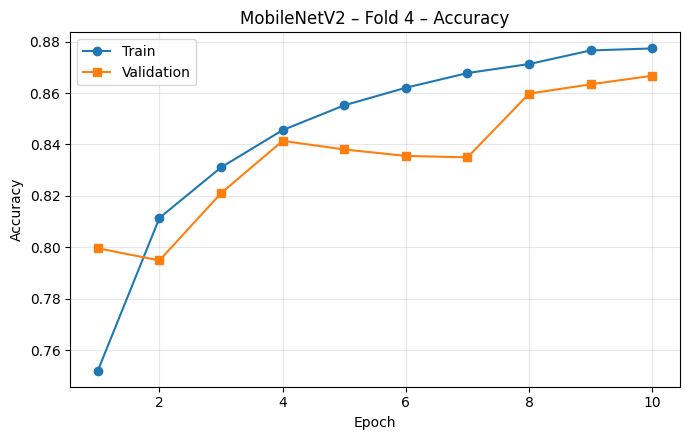 MobileNetV2 – Fold 4 – Accuracy
Train
Validation
0.88
0.86
0.84
0.82
0.80
0.78
0.76
Accuracy
2 4 6 8 10
Epoch